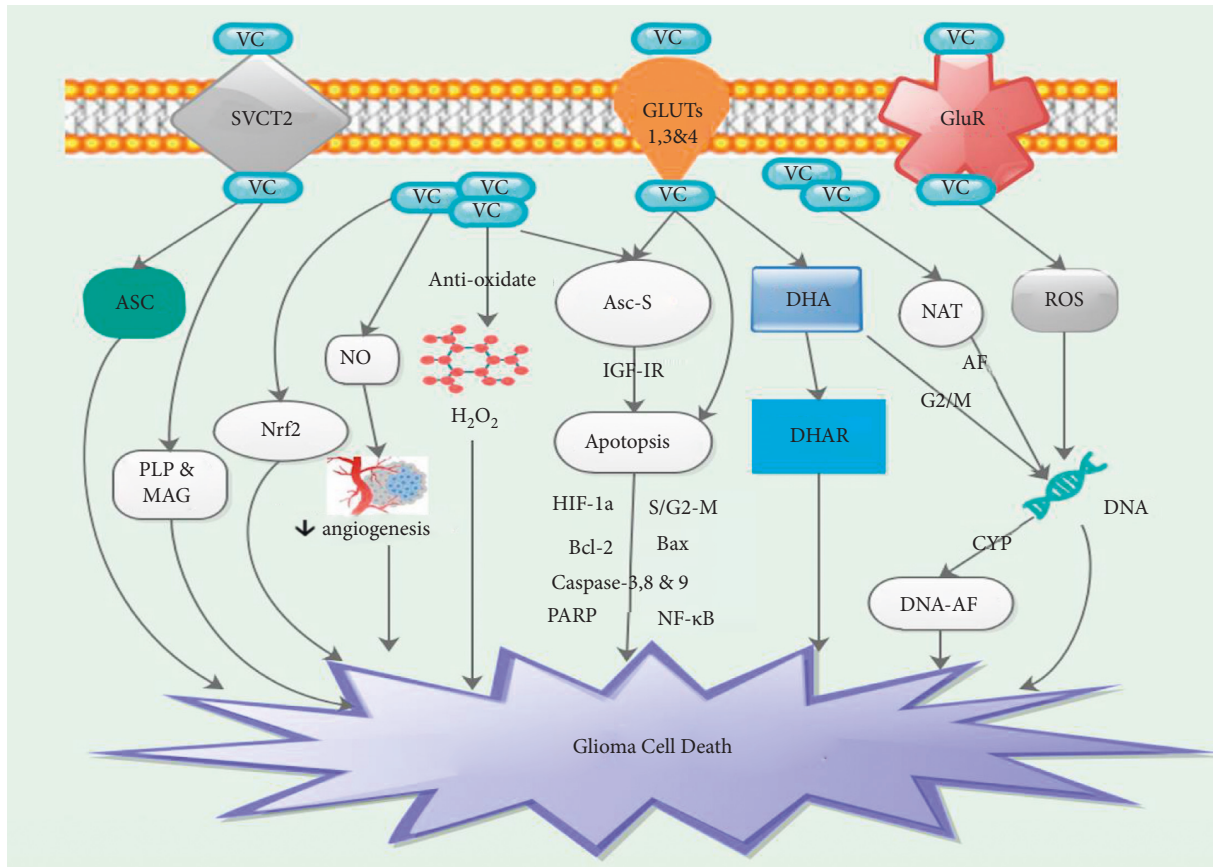 VC
VC
VC
SVCT2
GLUTs
1,3&4
GluR
VC
VC
VC
VC
VC
VC
VC
VC
ASC
Anti-oxidate
Asc-S
DHA
NAT
ROS
NO
IGF-IR
AF
G2/M
H2O2
Nrf2
Apotopsis
DHAR
PLP &
MAG
angiogenesis
HIF-1a
S/G2-M
DNA
Bcl-2
Bax
CYP
Caspase-3,8 & 9
PARP
NF-κB
DNA-AF
Glioma Cell Death